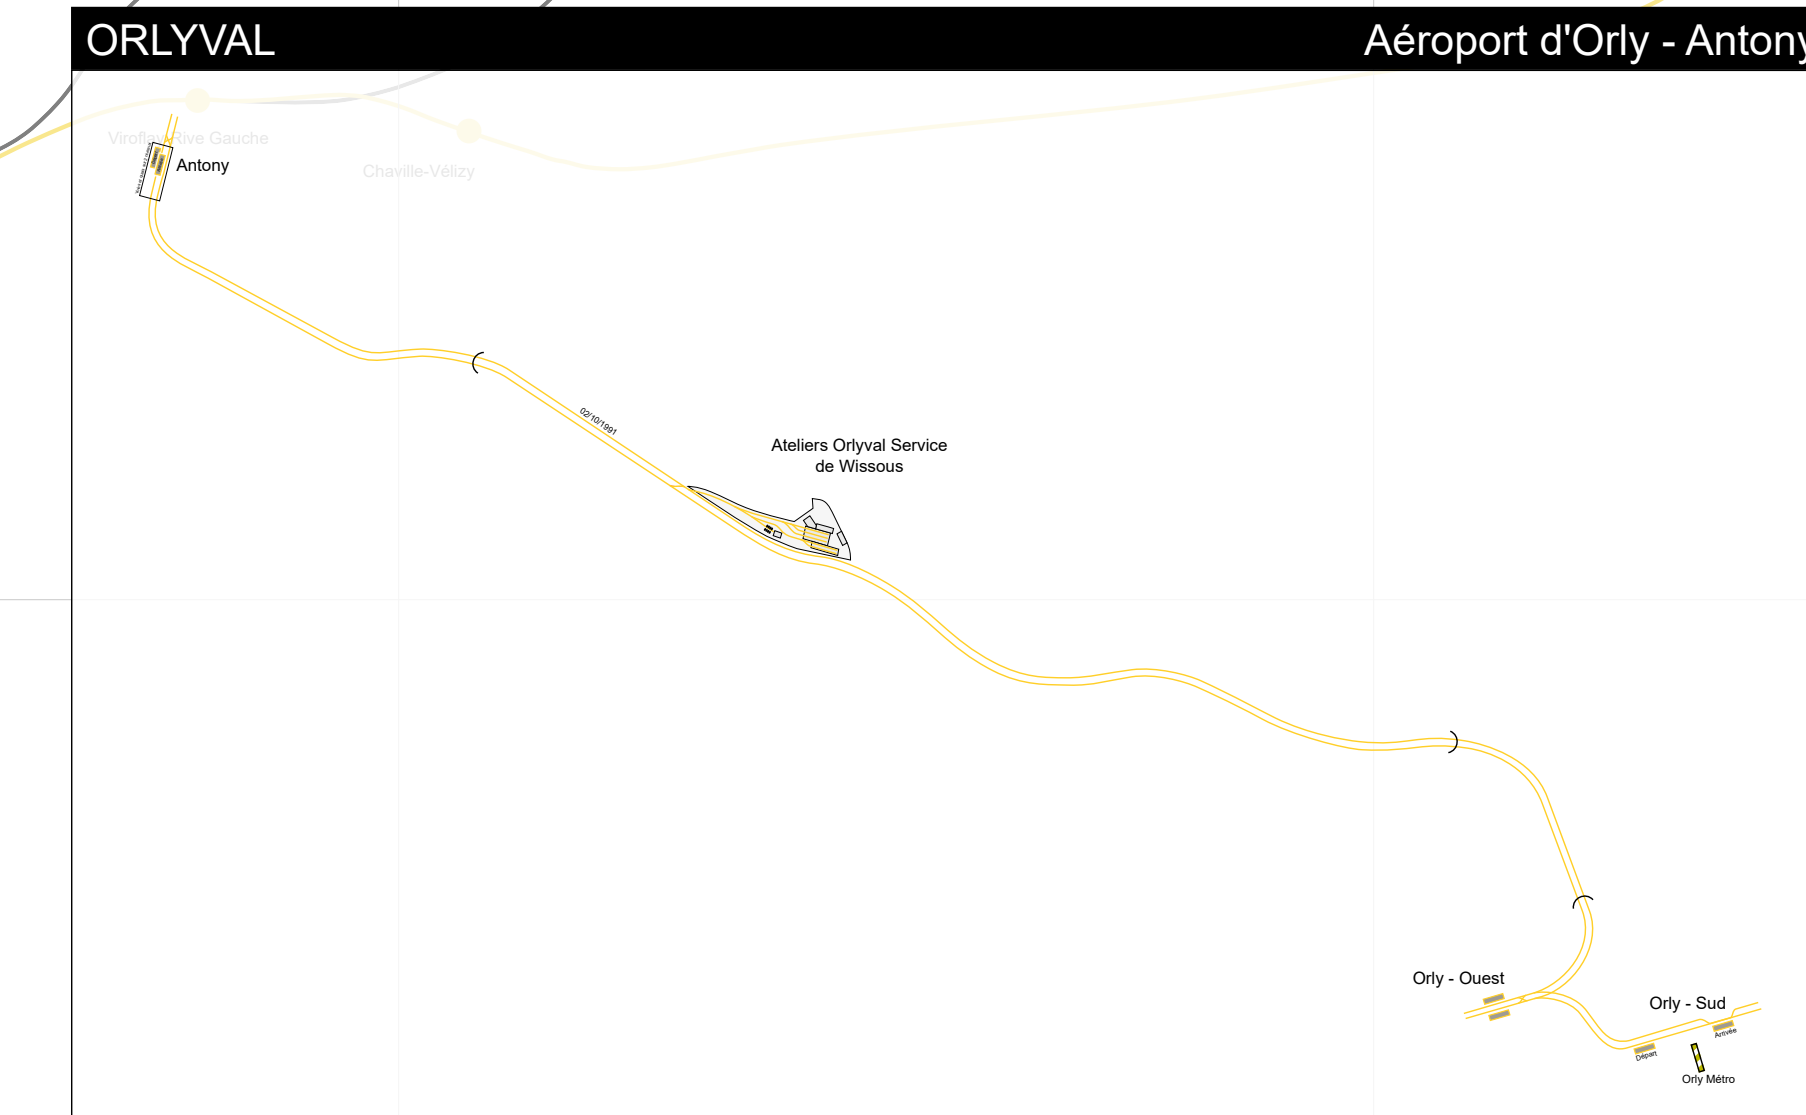 ORLYVAL
Aéroport d'Orly - Antony
Viroflay Rive Gauche
Antony
Chaville-Vélizy
02/10/1991
Ateliers Orlyval Service
de Wissous
Orly - Ouest
Orly - Sud
Arrivée
Départ
Orly Métro